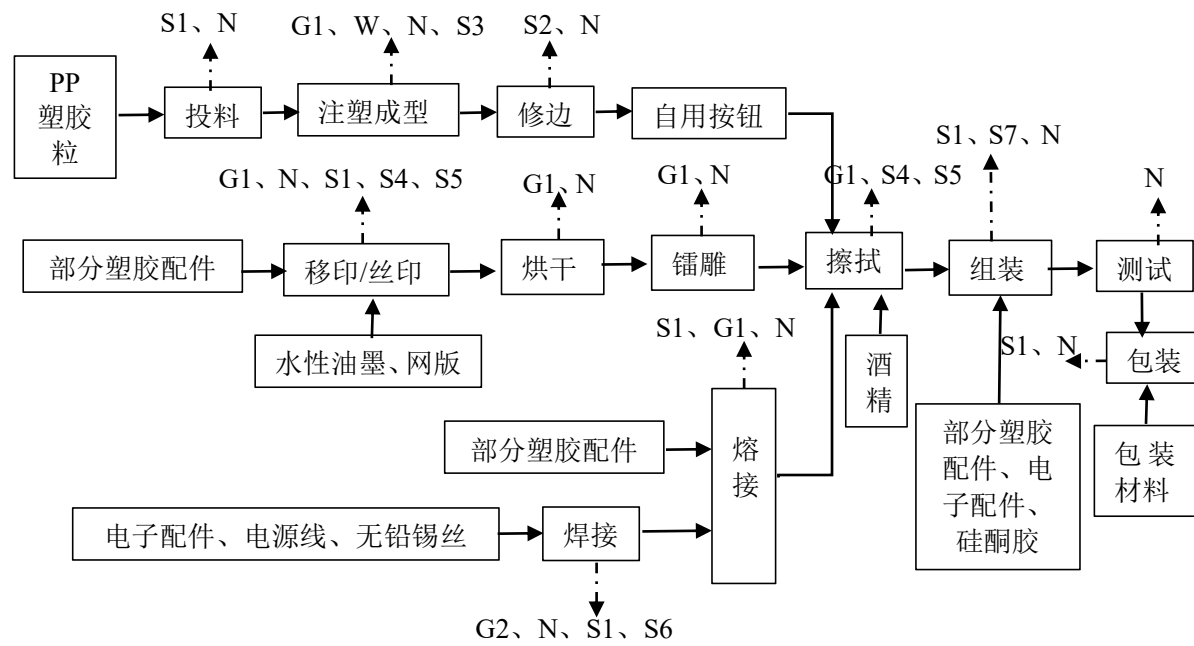 S1、N
G1、W、N、S3
S2、N
PP
塑胶
粒
投料
注塑成型
修边
自用按钮
S1、S7、N
G1、N、S1、S4、S5
G1、N
G1、N
G1、S4、S5
N
部分塑胶配件
移印/丝印
烘干
镭雕
擦拭
组装
测试
水性油墨、网版
S1、G1、N
酒
精
S1、N
包装
部分塑胶配件
熔
接
部分塑胶
配件、电
子配件、
硅酮胶
包 装
材料
电子配件、电源线、无铅锡丝
焊接
G2、N、S1、S6